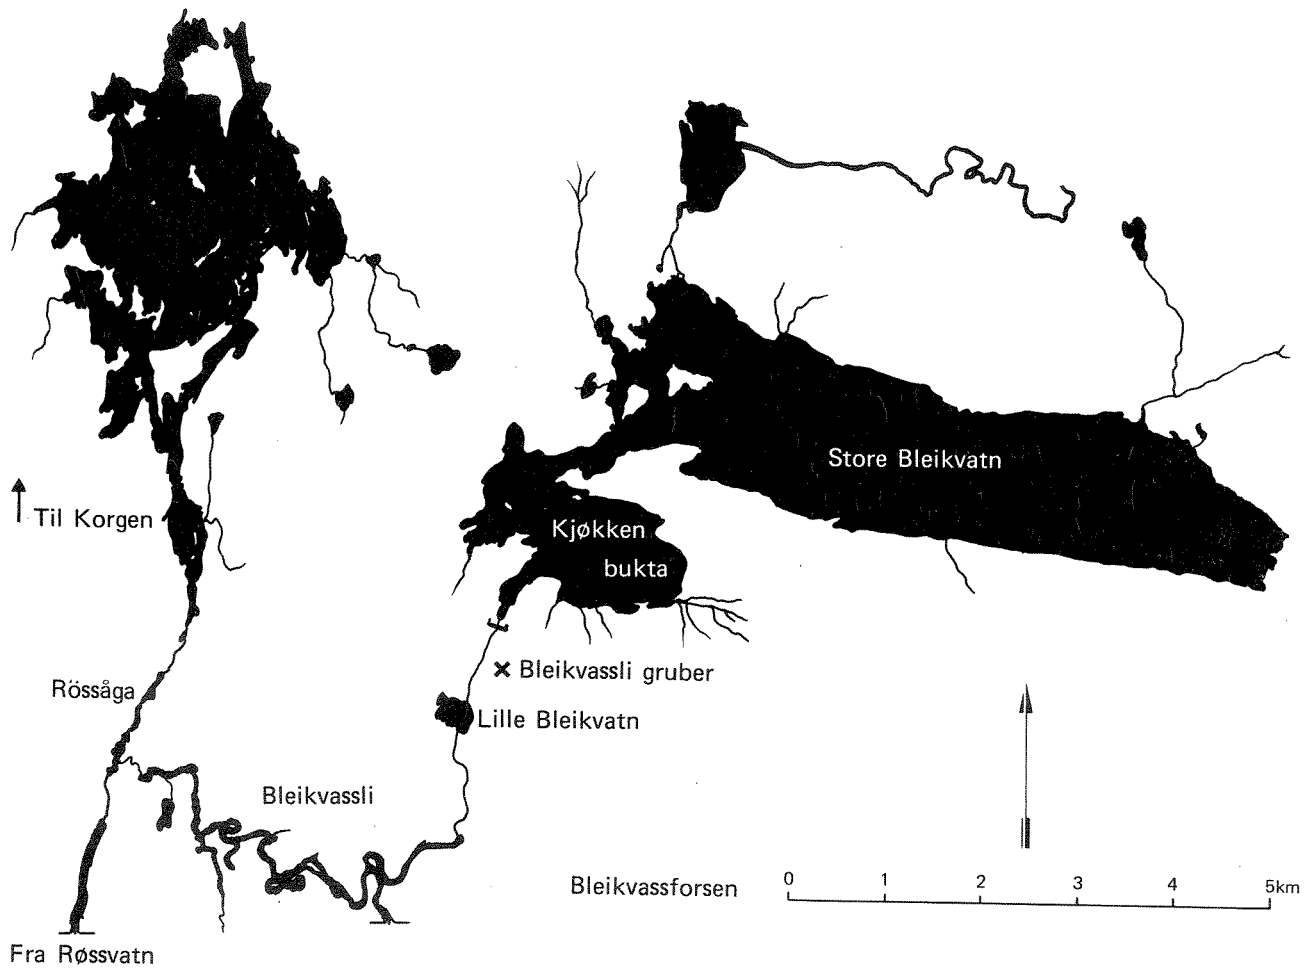 Store Bleikvatn
Til Korgen
Kjøkken
bukta
Bleikvassli gruber
Rössåga
Lille Bleikvatn
Bleikvassli
Bleikvassforsen
0 1 2 3 4 5km
Fra Røssvatn